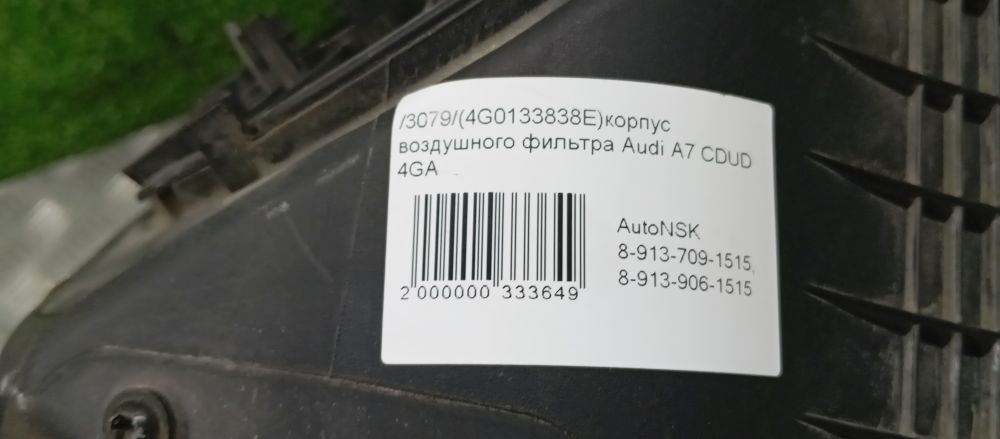 /3079/(4G0133838E)корпус
воздушного фильтра Audi A7 CDUD
4GA
AutoNSK
8-913-709-1515,
8-913-906-1515
2 000000 333649